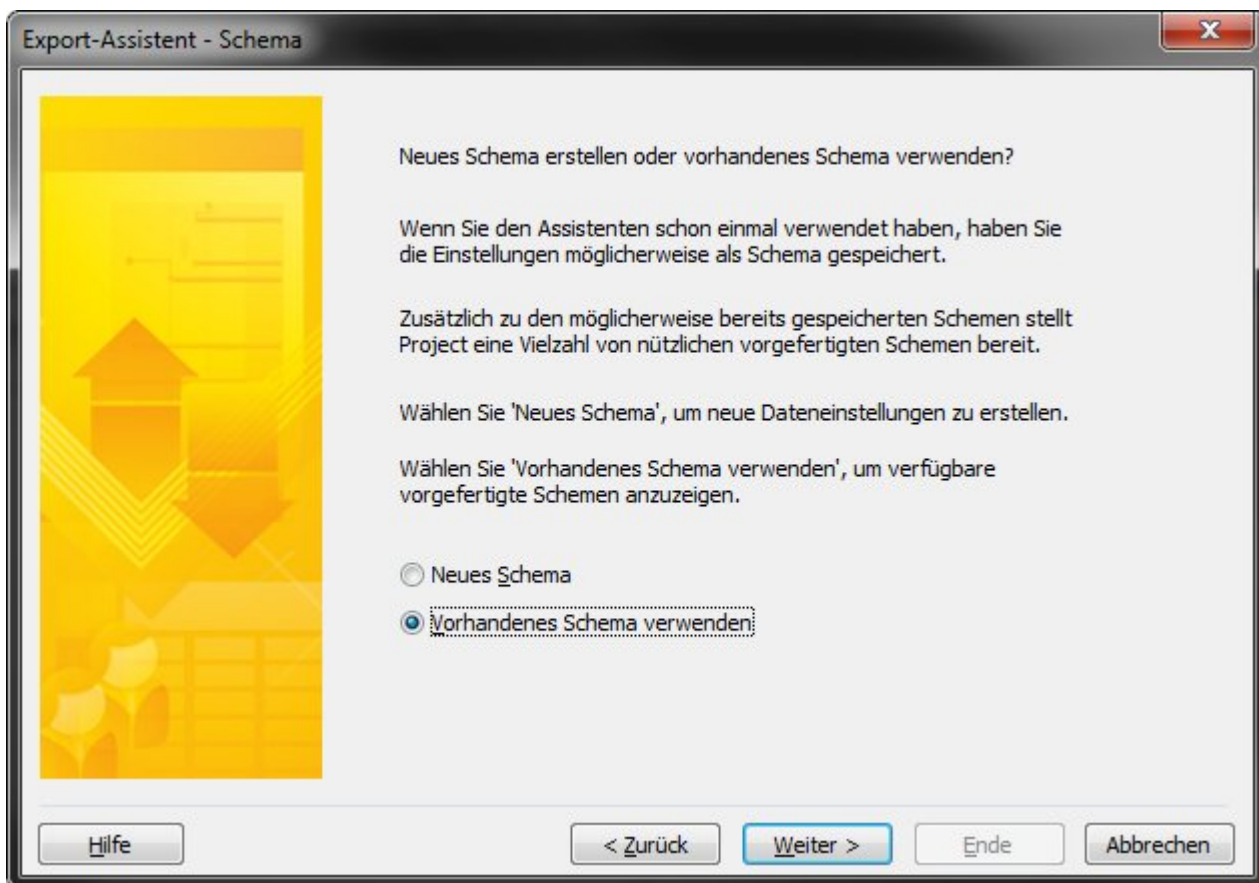 Export-Assistent - Schema
Neues Schema erstellen oder vorhandenes Schema verwenden?
Wenn Sie den Assistenten schon einmal verwendet haben, haben Sie
die Einstellungen möglicherweise als Schema gespeichert.
Zusätzlich zu den möglicherweise bereits gespeicherten Schemen stellt
Project eine Vielzahl von nützlichen vorgefertigten Schemen bereit.
Wählen Sie 'Neues Schema', um neue Dateneinstellungen zu erstellen.
Wählen Sie 'Vorhandenes Schema verwenden', um verfügbare
vorgefertigte Schemen anzuzeigen.
Neues Schema
Vorhandenes Schema verwenden
Hilfe
< Zurück
Weiter >
Ende
Abbrechen